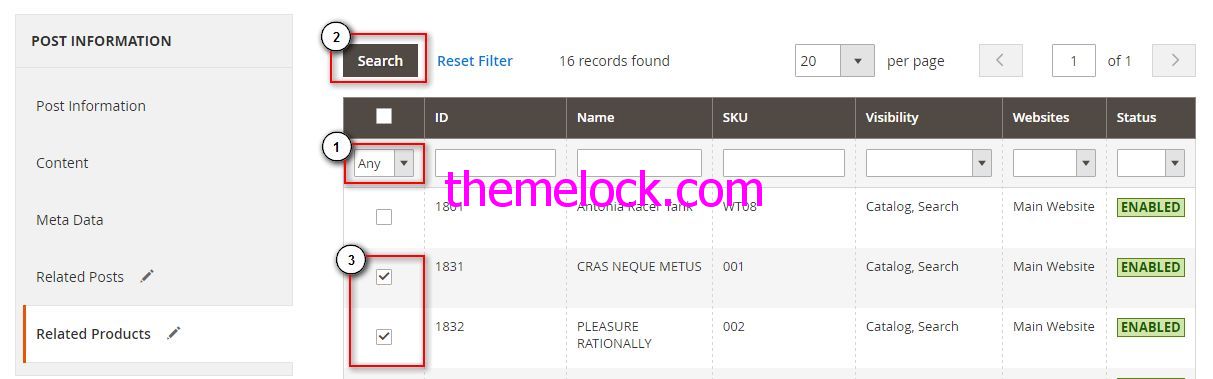 POST INFORMATION
Post Information
Content
Meta Data
Related Posts
Related Products
2
Search Reset Filter 16 records found 20 per page 1 of 1
ID Name SKU Visibility Websites Status
1
Any
themelock.com
1801 Antonia Racer Tank WT08 Catalog, Search Main Website ENABLED
3
1831 CRAS NEQUE METUS 001 Catalog, Search Main Website ENABLED
1832 PLEASURE 002 Catalog, Search Main Website ENABLED
RATIONALLY